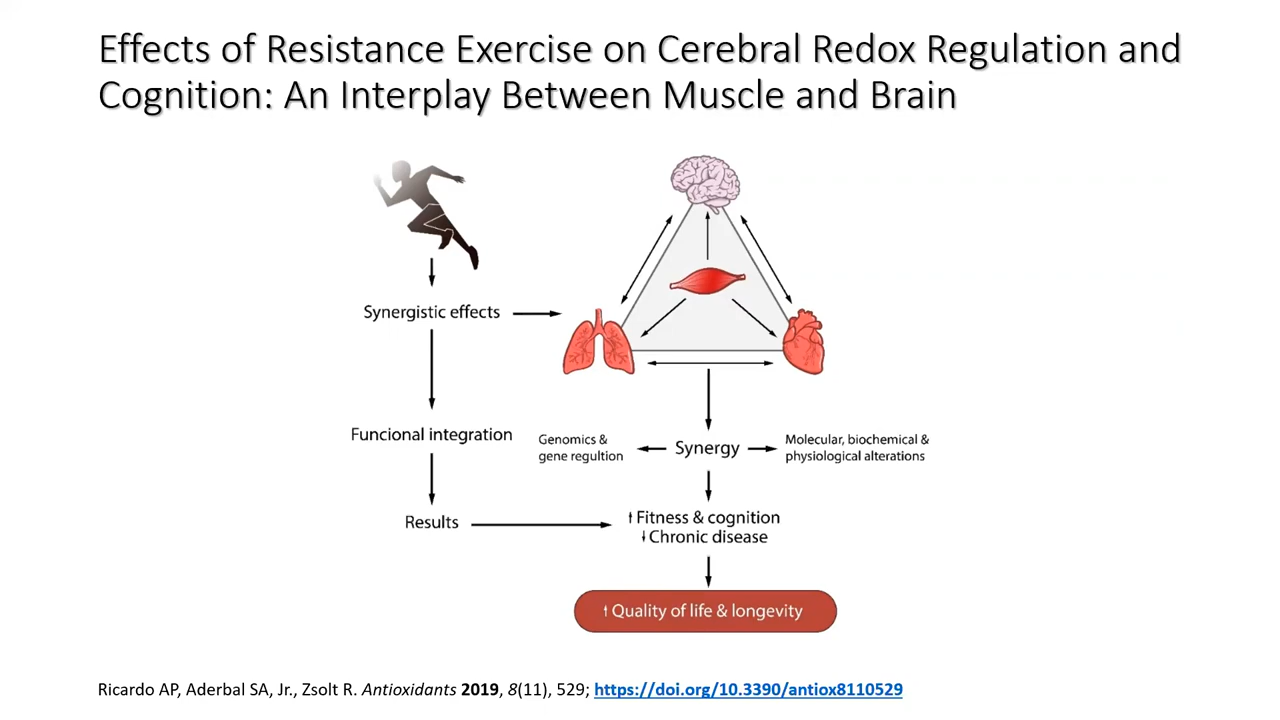 Effects of Resistance Exercise on Cerebral Redox Regulation and
Cognition: An Interplay Between Muscle and Brain
Synergistic effects
Funcional integration
Genomics &
gene regultion
Synergy
Molecular, biochemical &
physiological alterations
Results
↑Fitness & cognition
↓Chronic disease
↑Quality of life & longevity
Ricardo AP, Aderbal SA, Jr., Zsolt R. Antioxidants 2019, 8(11), 529; https://doi.org/10.3390/antiox8110529